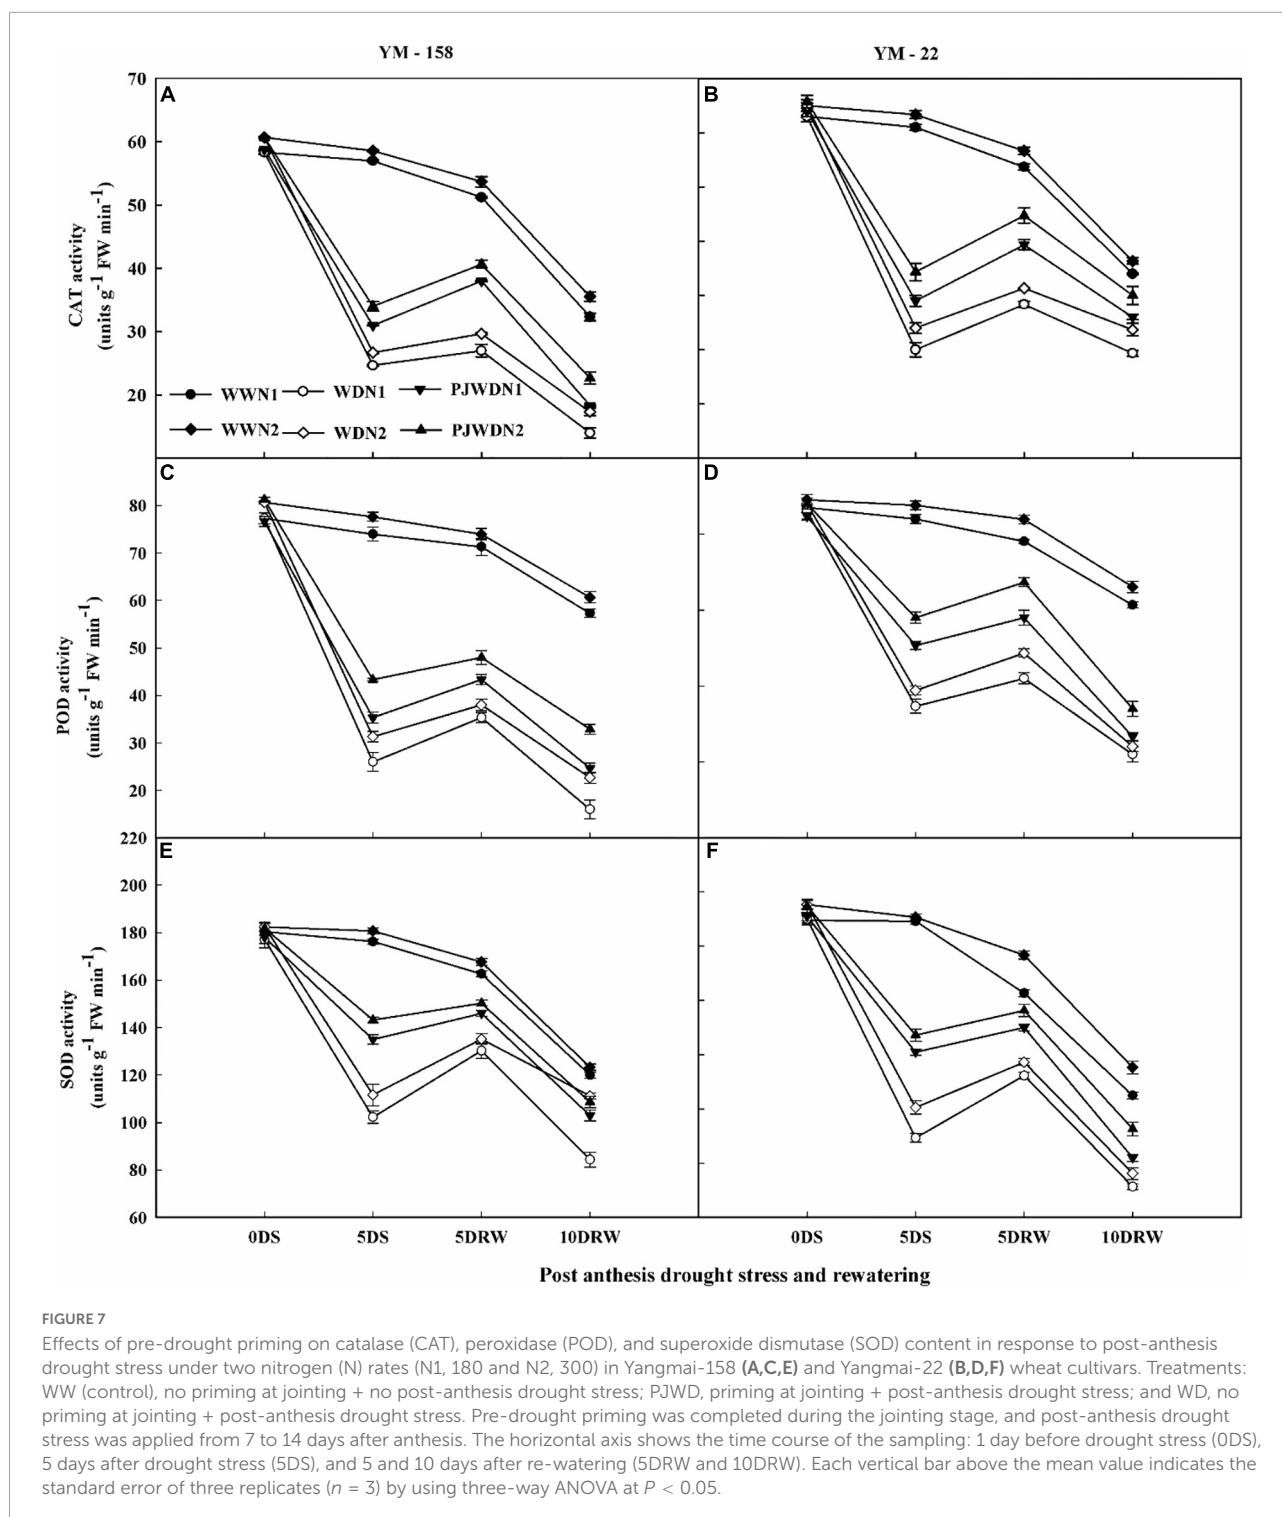 YM - 158
YM - 22
A
B
70
60
50
40
30
20
CAT activity
(units g⁻¹ FW min⁻¹)
WWN1
WDN1
PJWDN1
WWN2
WDN2
PJWDN2
C
D
80
70
60
50
40
30
20
POD activity
(units g⁻¹ FW min⁻¹)
E
F
220
200
180
160
140
120
100
80
60
SOD activity
(units g⁻¹ FW min⁻¹)
0DS 5DS 5DRW 10DRW
0DS 5DS 5DRW 10DRW
Post anthesis drought stress and rewatering
FIGURE 7
Effects of pre-drought priming on catalase (CAT), peroxidase (POD), and superoxide dismutase (SOD) content in response to post-anthesis
drought stress under two nitrogen (N) rates (N1, 180 and N2, 300) in Yangmai-158 (A,C,E) and Yangmai-22 (B,D,F) wheat cultivars. Treatments:
WW (control), no priming at jointing + no post-anthesis drought stress; PJWD, priming at jointing + post-anthesis drought stress; and WD, no
priming at jointing + post-anthesis drought stress. Pre-drought priming was completed during the jointing stage, and post-anthesis drought
stress was applied from 7 to 14 days after anthesis. The horizontal axis shows the time course of the sampling: 1 day before drought stress (0DS),
5 days after drought stress (5DS), and 5 and 10 days after re-watering (5DRW and 10DRW). Each vertical bar above the mean value indicates the
standard error of three replicates (n = 3) by using three-way ANOVA at P < 0.05.